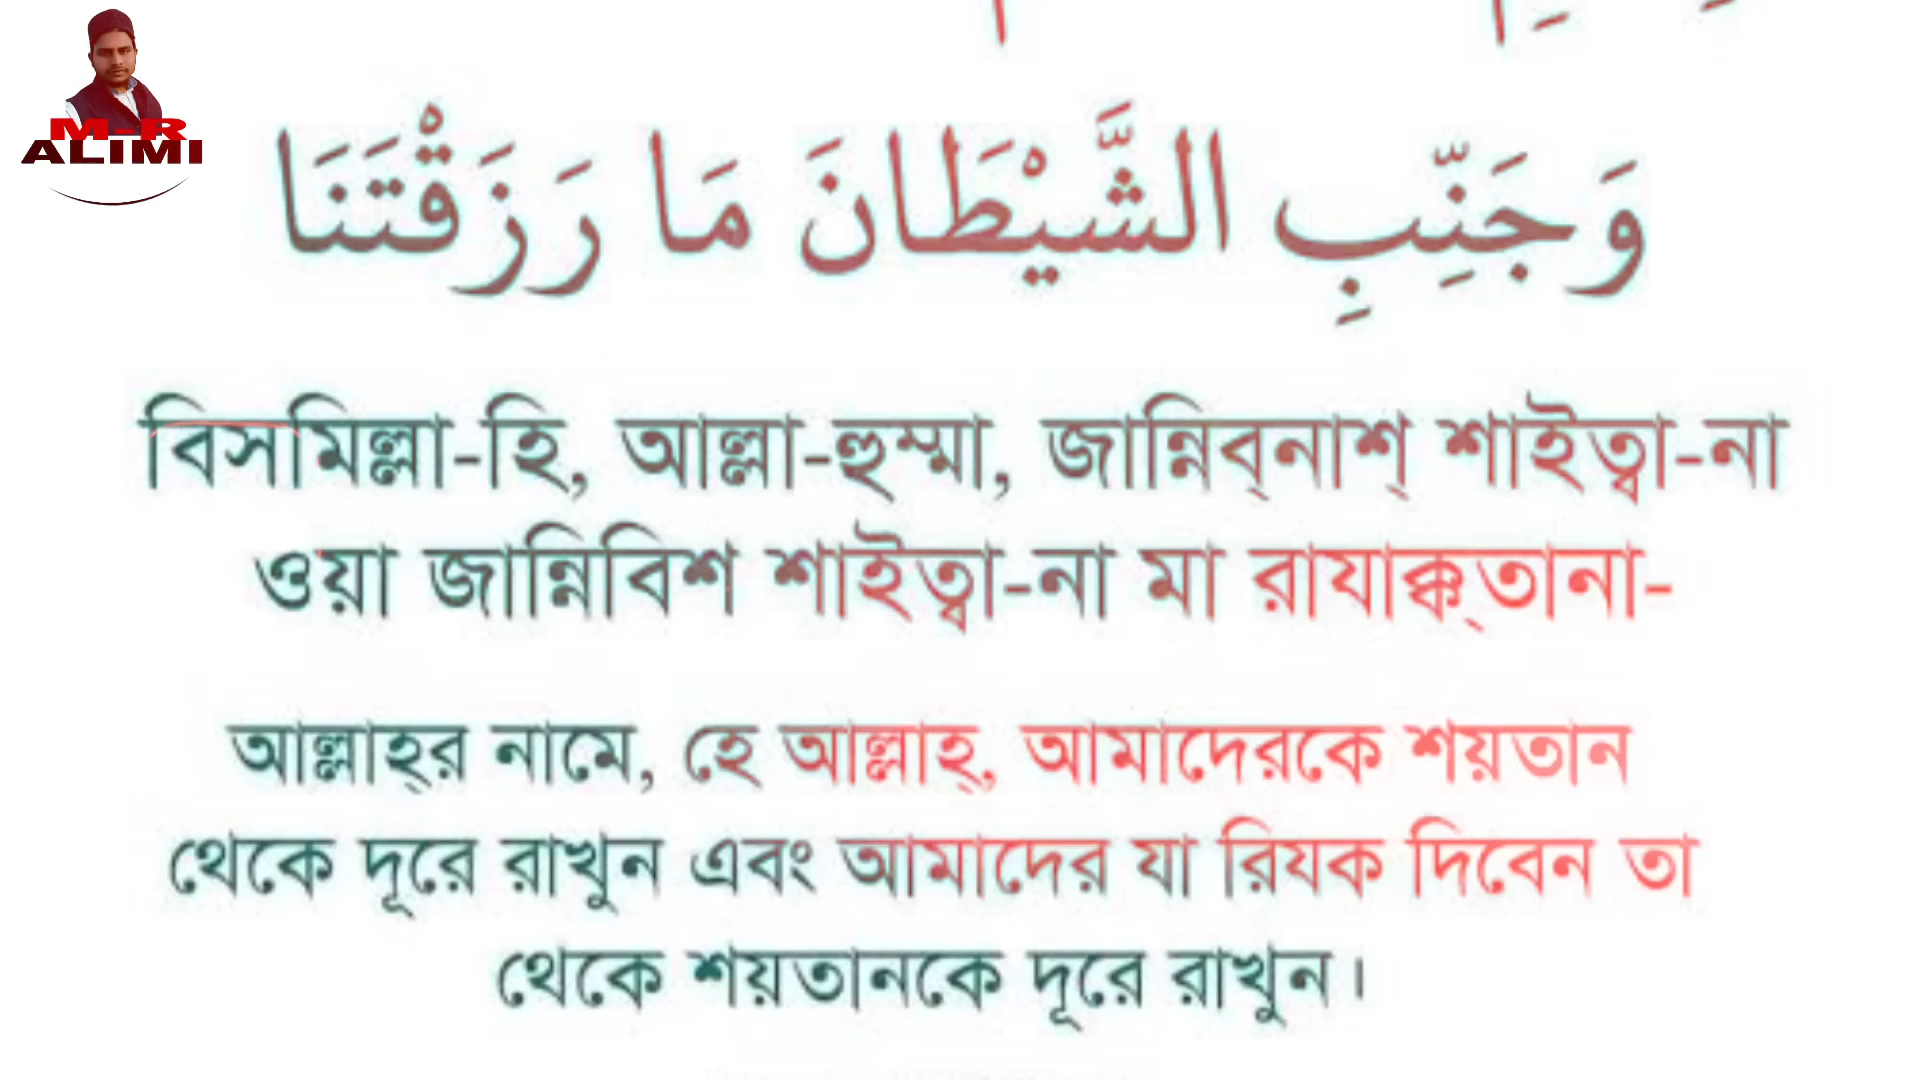 M-R
ALIMI
وَجَنِّبِ الشَّيْطَانَ مَا رَزَقْتَنَا
বিসমিল্লা-হি, আল্লা-হুম্মা, জান্নিব্‌নাশ্‌ শাইত্বা-না
ওয়া জান্নিবিশ শাইত্বা-না মা রাযাক্ক্‌তানা-
আল্লাহ্‌র নামে, হে আল্লাহ্‌, আমাদেরকে শয়তান
থেকে দূরে রাখুন এবং আমাদের যা রিযক দিবেন তা
থেকে শয়তানকে দূরে রাখুন।